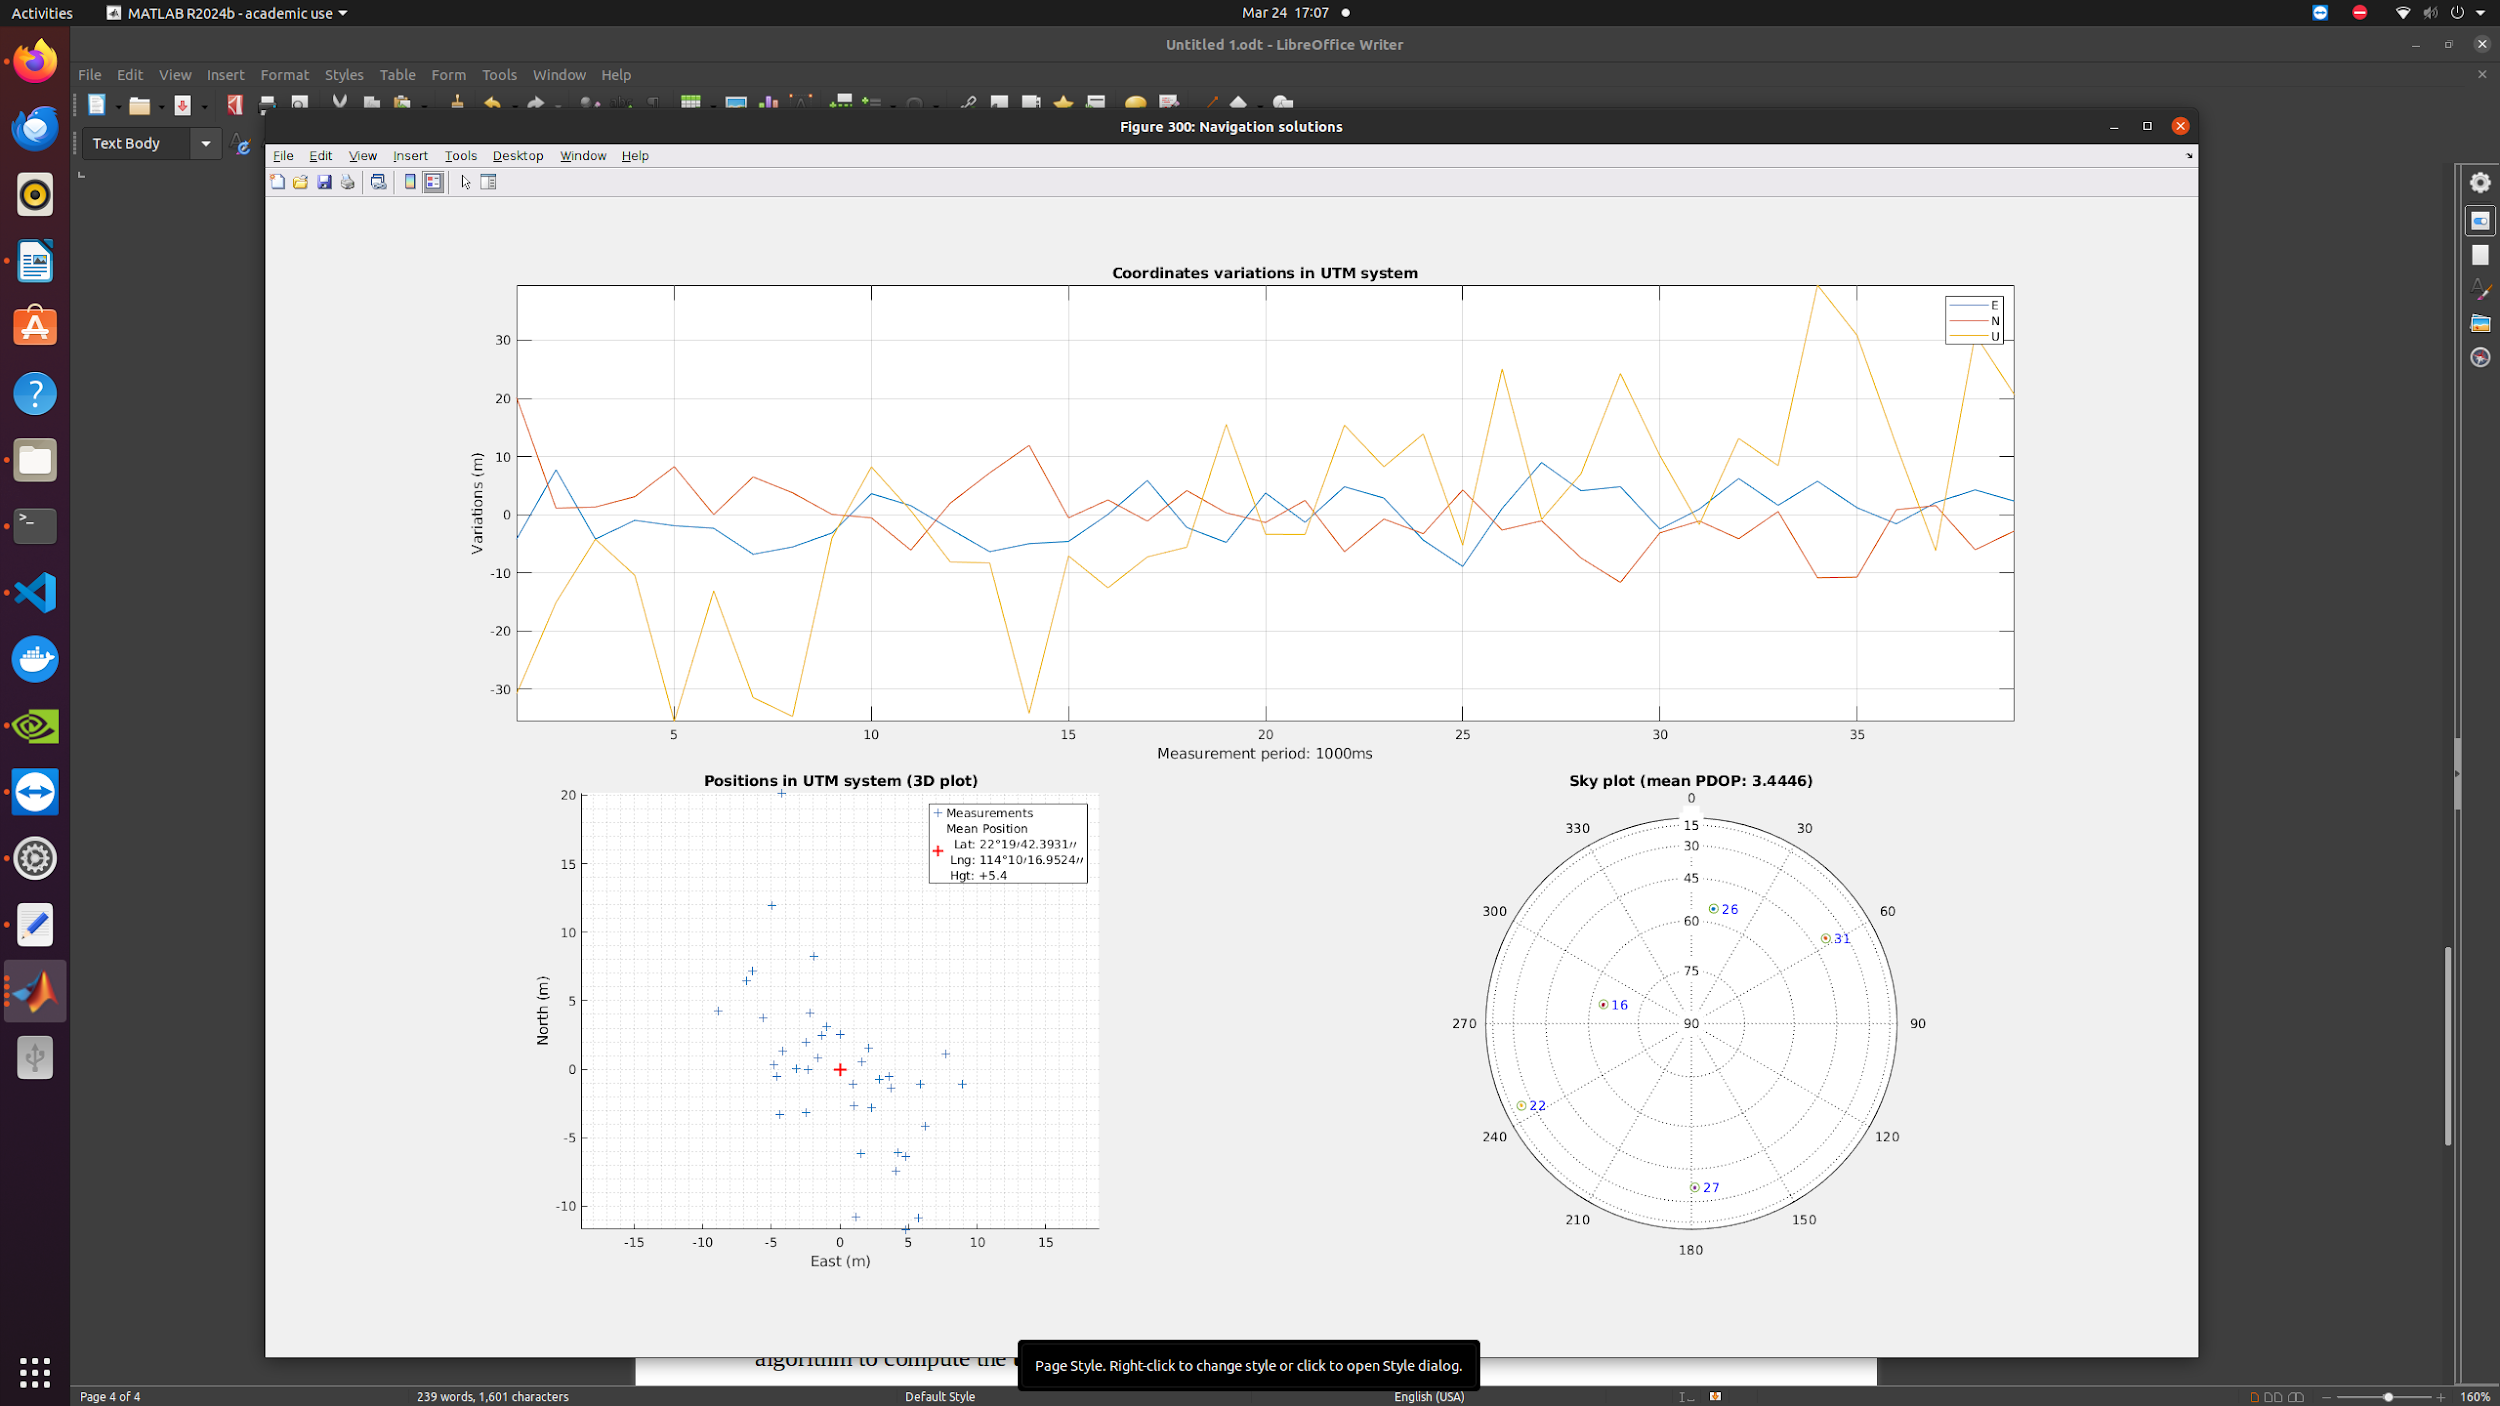 Activities
MATLAB R2024b - academic use
Mar 24 17:07
Untitled 1.odt - LibreOffice Writer
File Edit View Insert Format Styles Table Form Tools Window Help
Text Body
Figure 300: Navigation solutions
File Edit View Insert Tools Desktop Window Help
Coordinates variations in UTM system
E
N
U
30
20
10
0
-10
-20
-30
Variations (m)
5 10 15 20 25 30 35
Measurement period: 1000ms
Positions in UTM system (3D plot)
Measurements
Mean Position
Lat: 22°19′42.3931′′
Lng: 114°10′16.9524′′
Hgt: +5.4
20
15
10
5
0
-5
-10
North (m)
-15 -10 -5 0 5 10 15
East (m)
Sky plot (mean PDOP: 3.4446)
0
330 15 30
30
45
300 26 60
60
31
75
16
270 90 90
22
240 120
27
210 150
180
algorithm to compute the
Page Style. Right-click to change style or click to open Style dialog.
Page 4 of 4
239 words, 1,601 characters
Default Style
English (USA)
160%